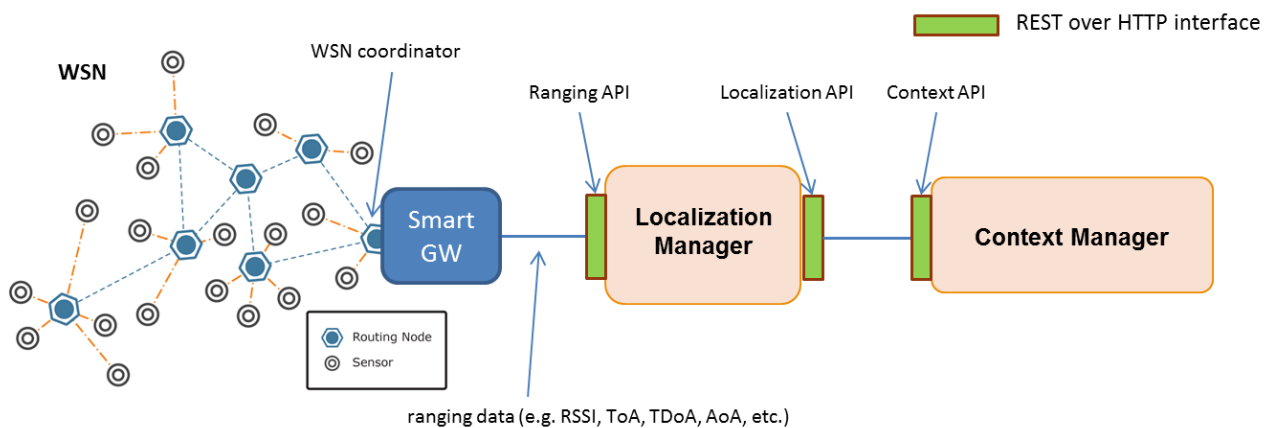 REST over HTTP interface
WSN coordinator
WSN
Ranging API
Localization API
Context API
Smart
GW
Localization
Manager
Context Manager
Routing Node
Sensor
ranging data (e.g. RSSI, ToA, TDoA, AoA, etc.)